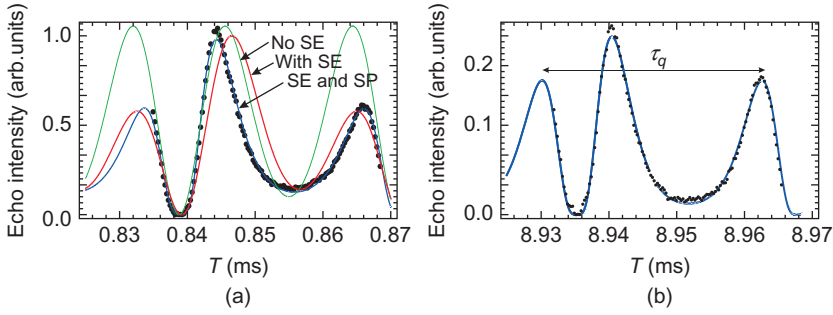 Echo intensity (arb.units)
1.0
0.5
0.0
No SE
With SE
SE and SP
0.83 0.84 0.85 0.86 0.87
T (ms)
(a)
Echo intensity (arb.units)
0.2
0.1
0.0
τq
8.93 8.94 8.95 8.96 8.97
T (ms)
(b)